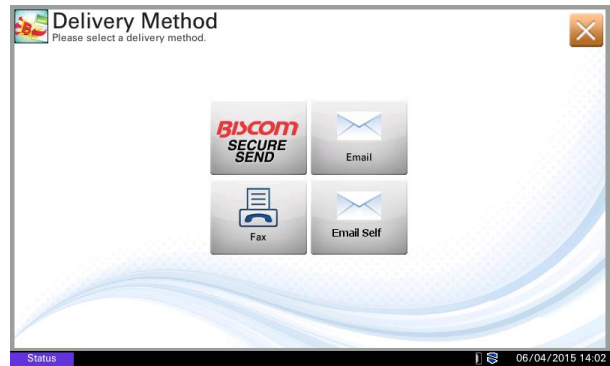 Delivery Method
Please select a delivery method.
BISCOM
SECURE
SEND
Email
Fax
Email Self
Status
06/04/2015 14:02